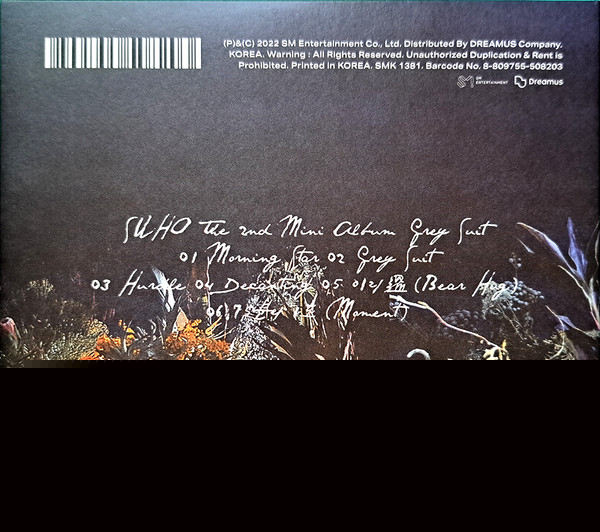 (P)&(C) 2022 SM Entertainment Co., Ltd. Distributed By DREAMUS Company,
KOREA. Warning : All Rights Reserved. Unauthorized Duplication & Rent is
Prohibited. Printed in KOREA. SMK 1381. Barcode No. 8-809755-508203
SM ENTERTAINMENT Dreamus
SUHO The 2nd Mini Album Grey Suit
01 Morning Star 02 Grey Suit
03 Hurdle 04 Decanting 05 (Bear Hug)
06 (Moment)